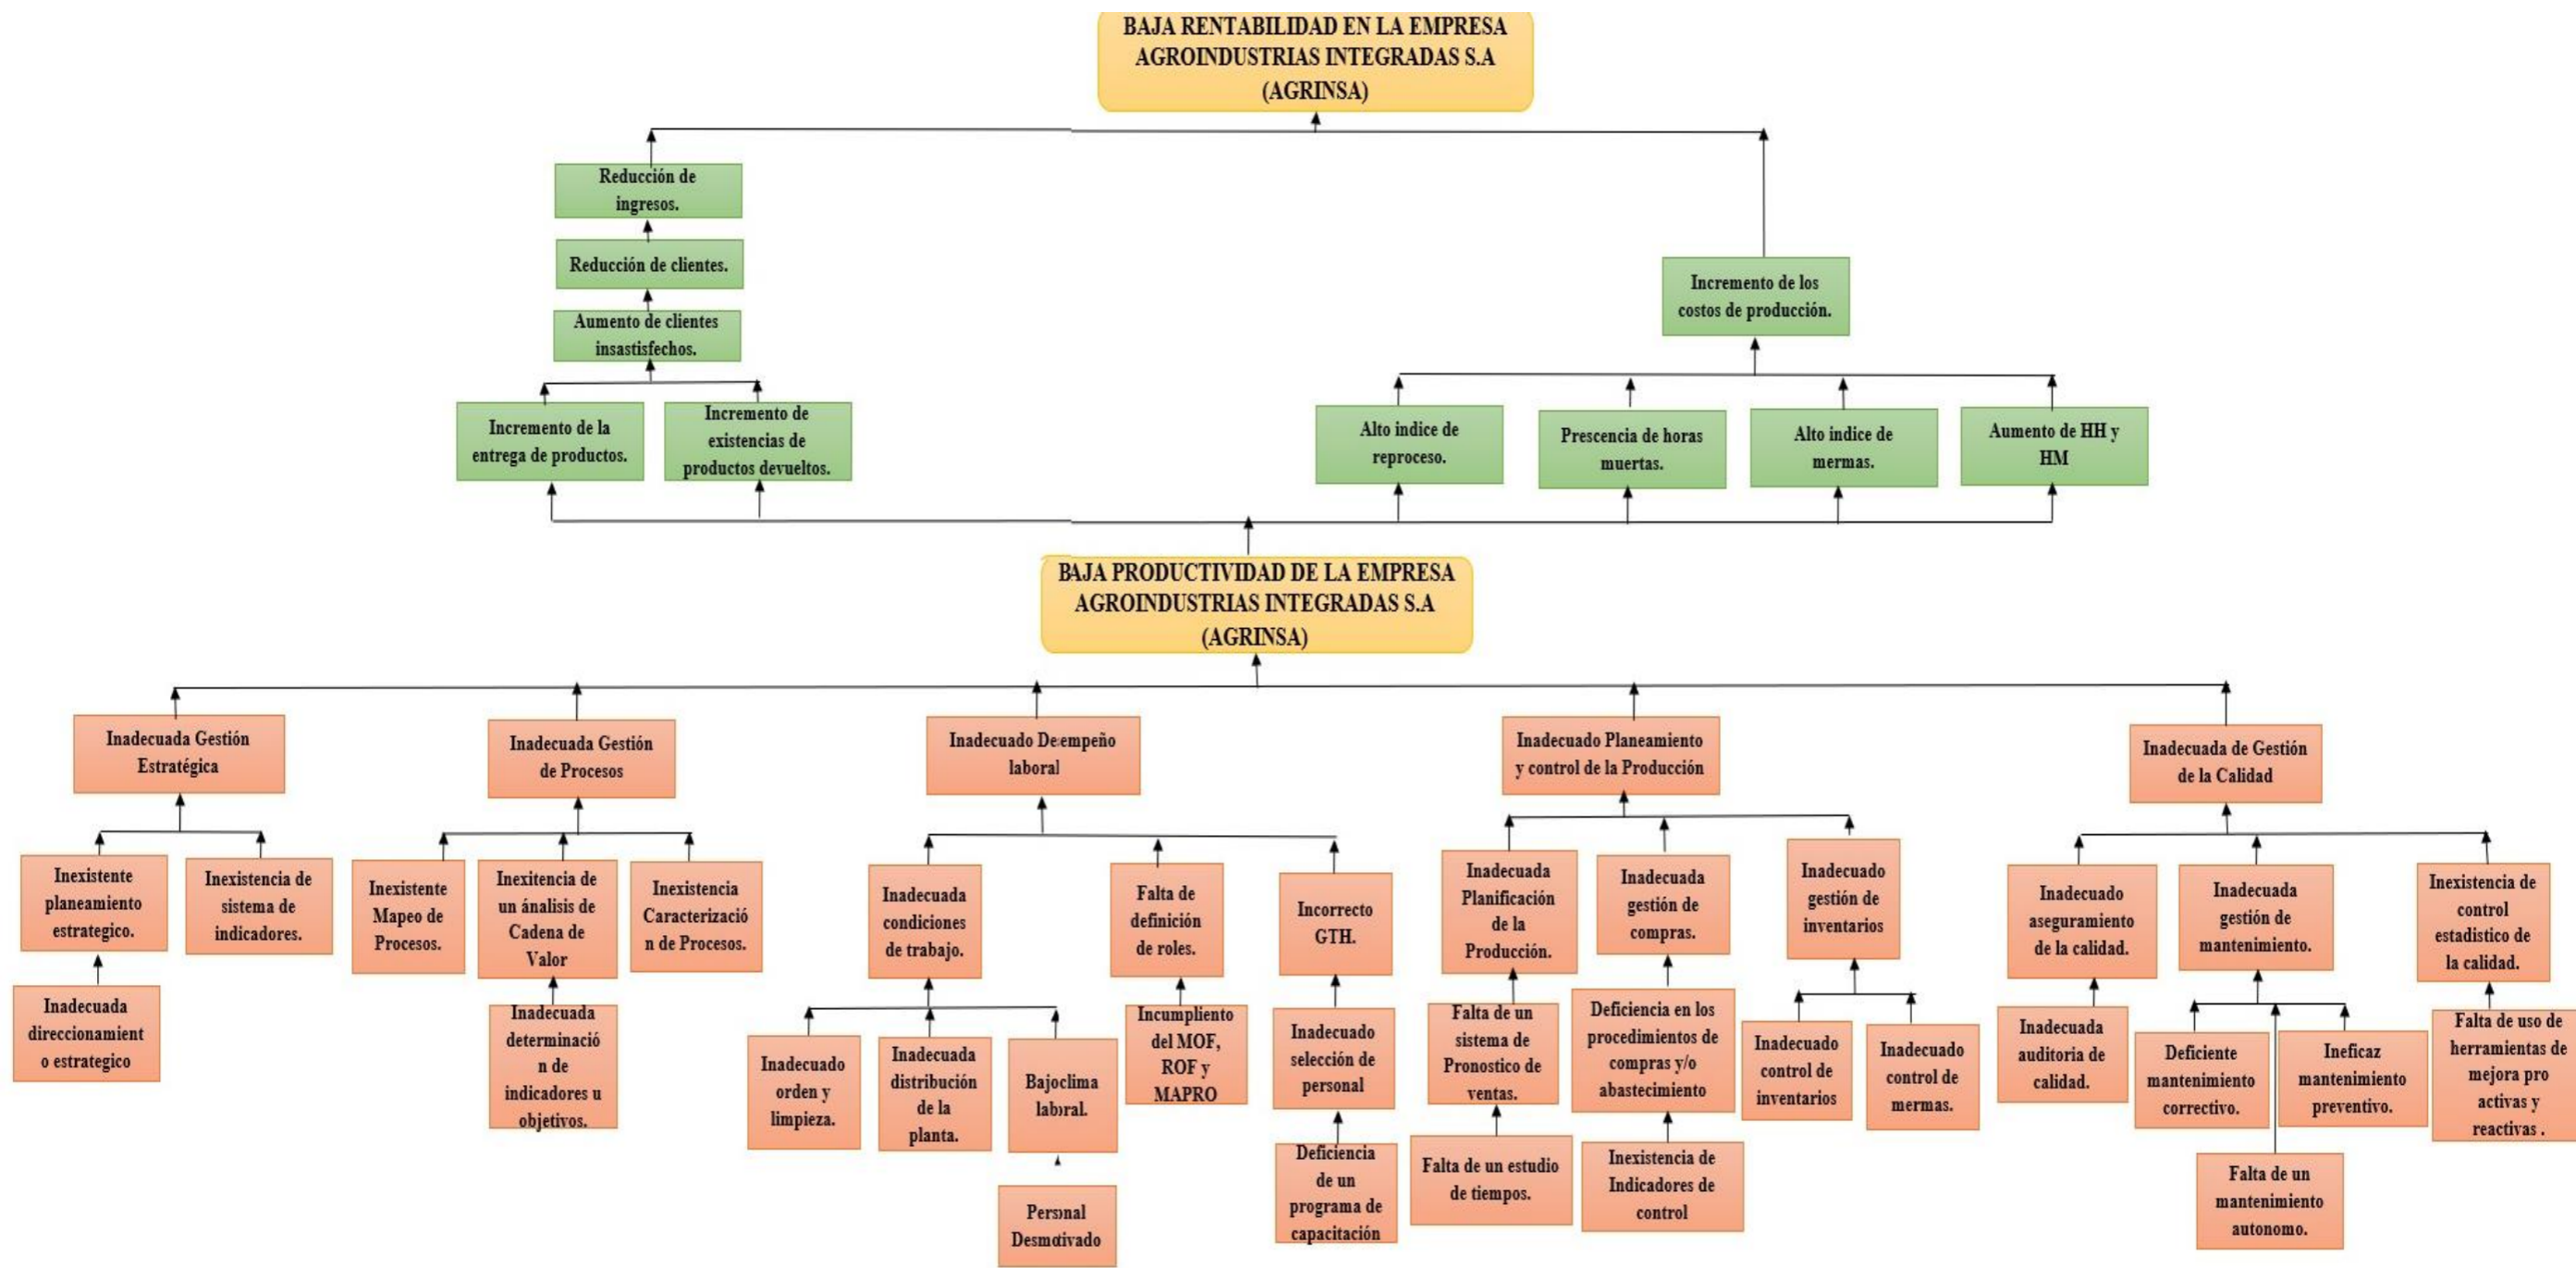 BAJA RENTABILIDAD EN LA EMPRESA
AGROINDUSTRIAS INTEGRADAS S.A
(AGRINSA)
Reducción de
ingresos.
Reducción de clientes.
Aumento de clientes
insastisfechos.
Incremento de la
entrega de productos.
Incremento de
existencias de
productos devueltos.
Incremento de los
costos de producción.
Alto indice de
reproceso.
Prescencia de horas
muertas.
Alto indice de
mermas.
Aumento de HH y
HM
BAJA PRODUCTIVIDAD DE LA EMPRESA
AGROINDUSTRIAS INTEGRADAS S.A
(AGRINSA)
Inadecuada Gestión
Estratégica
Inadecuada Gestión
de Procesos
Inadecuado Deempeño
laboral
Inadecuado Planeamiento
y control de la Producción
Inadecuada de Gestión
de la Calidad
Inexistente
planeamiento
estrategico.
Inexistencia de
sistema de
indicadores.
Inexistente
Mapeo de
Procesos.
Inexitencia de
un ánalisis de
Cadena de
Valor
Inexistencia
Caracterizació
n de Procesos.
Inadecuada
condiciones
de trabajo.
Falta de
definición
de roles.
Incorrecto
GTH.
Inadecuada
Planificación
de la
Producción.
Inadecuada
gestión de
compras.
Inadecuado
gestión de
inventarios
Inadecuado
aseguramiento
de la calidad.
Inadecuada
gestión de
mantenimiento.
Inexistencia de
control
estadistico de
la calidad.
Inadecuada
direccionamient
o estrategico
Inadecuada
determinació
n de
indicadores u
objetivos.
Inadecuado
orden y
limpieza.
Inadecuada
distribución
de la
planta.
Bajoclima
laboral.
Incumpliento
del MOF,
ROF y
MAPRO
Inadecuado
selección de
personal
Falta de un
sistema de
Pronostico de
ventas.
Deficiencia en los
procedimientos de
compras y/o
abastecimiento
Inadecuado
control de
inventarios
Inadecuado
control de
mermas.
Inadecuada
auditoria de
calidad.
Deficiente
mantenimiento
correctivo.
Ineficaz
mantenimiento
preventivo.
Falta de uso de
herramientas de
mejora pro
activas y
reactivas .
Personal
Desmotivado
Deficiencia
de un
programa de
capacitación
Falta de un estudio
de tiempos.
Inexistencia de
Indicadores de
control
Falta de un
mantenimiento
autonomo.